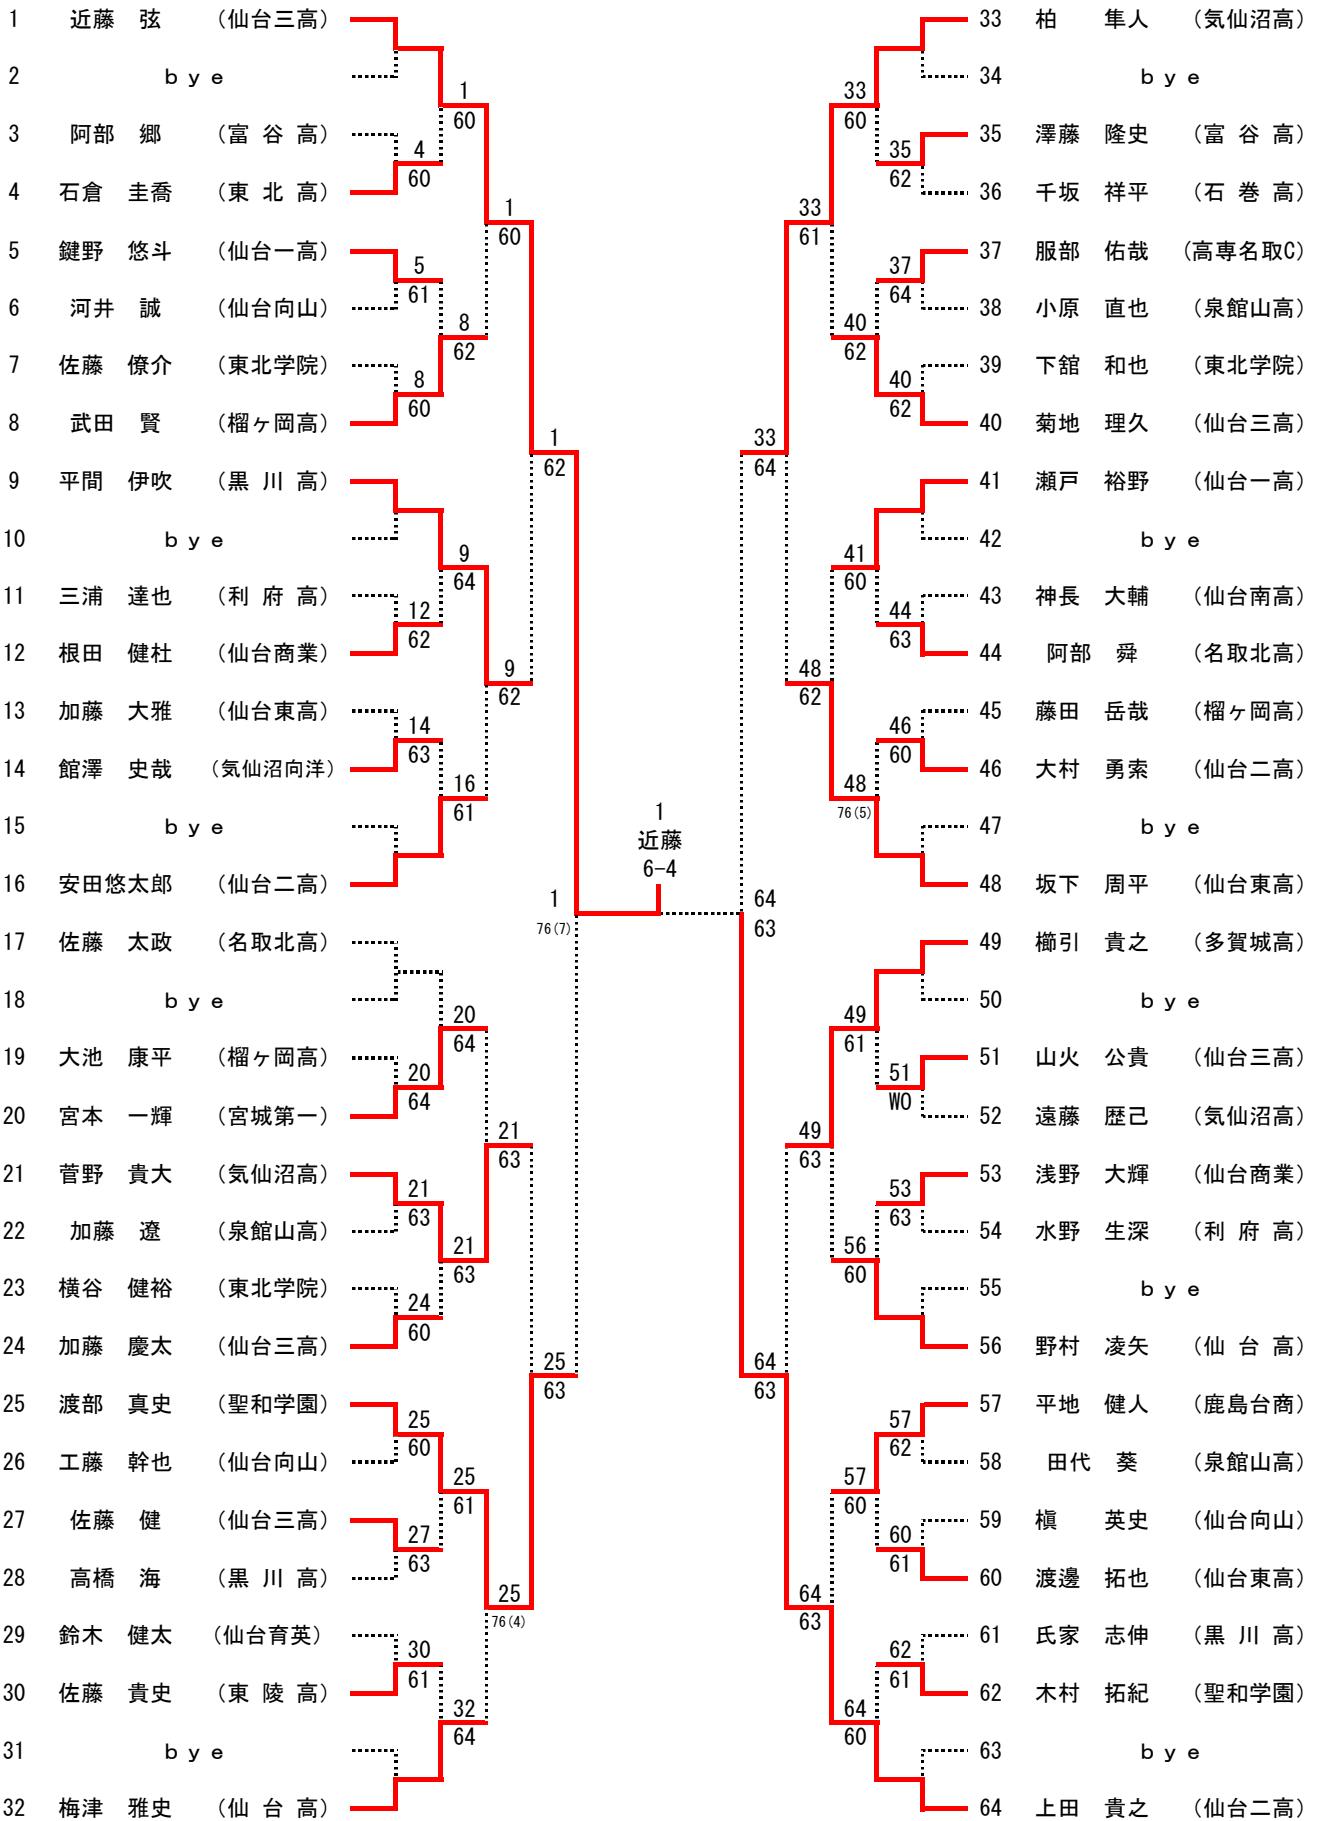 1 近藤 弦 (仙台三高)
2 bye
3 阿部 郷 (富谷高)
4 石倉 圭喬 (東北高)
5 鍵野 悠斗 (仙台一高)
6 河井 誠 (仙台向山)
7 佐藤 僚介 (東北学院)
8 武田 賢 (榴ヶ岡高)
9 平間 伊吹 (黒川高)
10 bye
11 三浦 達也 (利府高)
12 根田 健杜 (仙台商業)
13 加藤 大雅 (仙台東高)
14 館澤 史哉 (気仙沼向洋)
15 bye
16 安田悠太郎 (仙台二高)
17 佐藤 太政 (名取北高)
18 bye
19 大池 康平 (榴ヶ岡高)
20 宮本 一輝 (宮城第一)
21 菅野 貴大 (気仙沼高)
22 加藤 遼 (泉館山高)
23 横谷 健裕 (東北学院)
24 加藤 慶太 (仙台三高)
25 渡部 真史 (聖和学園)
26 工藤 幹也 (仙台向山)
27 佐藤 健 (仙台三高)
28 高橋 海 (黒川高)
29 鈴木 健太 (仙台育英)
30 佐藤 貴史 (東陵高)
31 bye
32 梅津 雅史 (仙台高)
4
60
5
61
8
60
12
62
14
63
20
64
21
63
24
60
25
60
27
63
30
61
1
60
8
62
9
64
16
61
20
64
21
63
25
61
32
64
1
60
9
62
21
63
25
76(4)
1
62
25
63
1
76(7)
1
近藤
6-4
64
63
33
64
64
63
33
61
48
62
49
63
64
63
33
60
40
62
41
60
48
76(5)
49
61
56
60
57
60
64
60
35
62
37
64
40
62
44
63
46
60
51
WO
53
63
57
62
60
61
62
61
33 柏 隼人 (気仙沼高)
34 bye
35 澤藤 隆史 (富谷高)
36 千坂 祥平 (石巻高)
37 服部 佑哉 (高専名取C)
38 小原 直也 (泉館山高)
39 下舘 和也 (東北学院)
40 菊地 理久 (仙台三高)
41 瀬戸 裕野 (仙台一高)
42 bye
43 神長 大輔 (仙台南高)
44 阿部 舜 (名取北高)
45 藤田 岳哉 (榴ヶ岡高)
46 大村 勇索 (仙台二高)
47 bye
48 坂下 周平 (仙台東高)
49 櫛引 貴之 (多賀城高)
50 bye
51 山火 公貴 (仙台三高)
52 遠藤 歴己 (気仙沼高)
53 浅野 大輝 (仙台商業)
54 水野 生深 (利府高)
55 bye
56 野村 凌矢 (仙台高)
57 平地 健人 (鹿島台商)
58 田代 葵 (泉館山高)
59 槇 英史 (仙台向山)
60 渡邊 拓也 (仙台東高)
61 氏家 志伸 (黒川高)
62 木村 拓紀 (聖和学園)
63 bye
64 上田 貴之 (仙台二高)